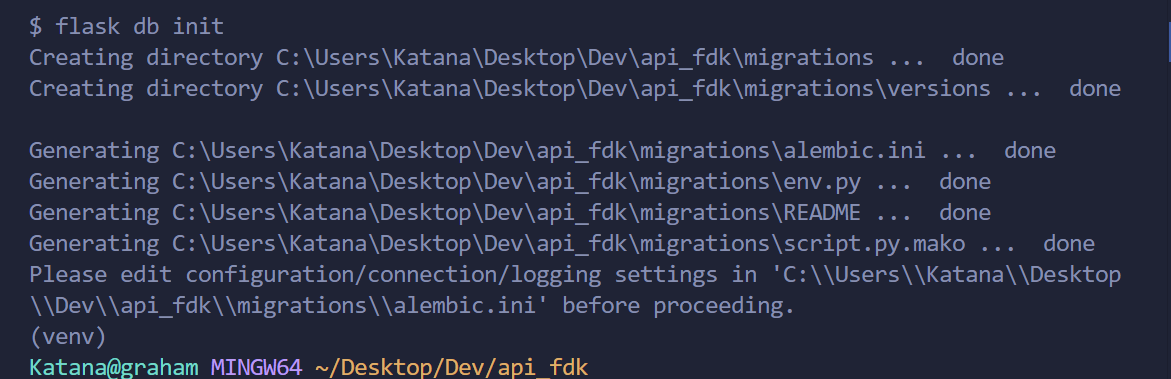 $ flask db init
Creating directory C:\Users\Katana\Desktop\Dev\api_fdk\migrations ...  done
Creating directory C:\Users\Katana\Desktop\Dev\api_fdk\migrations\versions ...  done
Generating C:\Users\Katana\Desktop\Dev\api_fdk\migrations\alembic.ini ...  done
Generating C:\Users\Katana\Desktop\Dev\api_fdk\migrations\env.py ...  done
Generating C:\Users\Katana\Desktop\Dev\api_fdk\migrations\README ...  done
Generating C:\Users\Katana\Desktop\Dev\api_fdk\migrations\script.py.mako ...  done
Please edit configuration/connection/logging settings in 'C:\\Users\\Katana\\Desktop
\\Dev\\api_fdk\\migrations\\alembic.ini' before proceeding.
(venv)
Katana@graham MINGW64 ~/Desktop/Dev/api_fdk